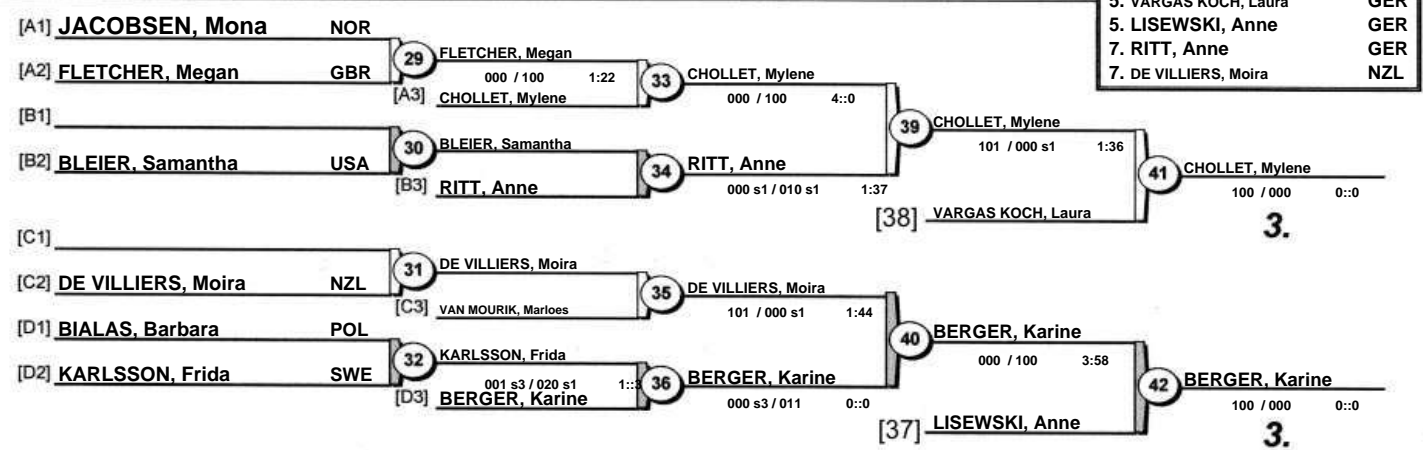 5. VARGAS KOCH, Laura GER
5. LISEWSKI, Anne GER
7. RITT, Anne GER
7. DE VILLIERS, Moira NZL
[A1] JACOBSEN, Mona NOR
29 FLETCHER, Megan
[A2] FLETCHER, Megan GBR
000 / 100 1:22
33 CHOLLET, Mylene
[A3] CHOLLET, Mylene
000 / 100 4::0
[B1]
39 CHOLLET, Mylene
30 BLEIER, Samantha
101 / 000 s1 1:36
[B2] BLEIER, Samantha USA
34 RITT, Anne
41 CHOLLET, Mylene
[B3] RITT, Anne
000 s1 / 010 s1 1:37
100 / 000 0::0
[38] VARGAS KOCH, Laura
3.
[C1]
31 DE VILLIERS, Moira
[C2] DE VILLIERS, Moira NZL
35 DE VILLIERS, Moira
[C3] VAN MOURIK, Marloes
101 / 000 s1 1:44
[D1] BIALAS, Barbara POL
40 BERGER, Karine
32 KARLSSON, Frida
000 / 100 3:58
[D2] KARLSSON, Frida SWE
001 s3 / 020 s1 1::3
36 BERGER, Karine
42 BERGER, Karine
[D3] BERGER, Karine
000 s3 / 011 0::0
100 / 000 0::0
[37] LISEWSKI, Anne
3.